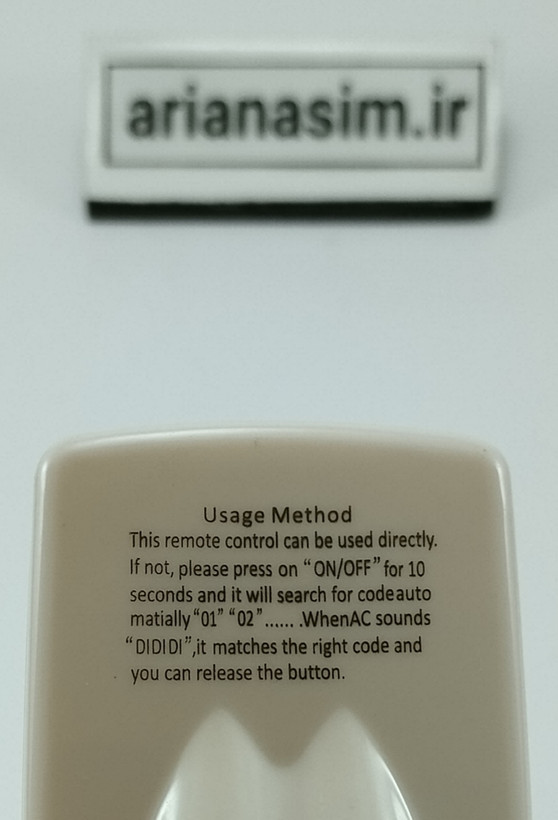 arianasim.ir
Usage Method
This remote control can be used directly.
If not, please press on “ON/OFF” for 10
seconds and it will search for codeauto
matially “01” “02”...... .WhenAC sounds
“DIDIDI”,it matches the right code and
you can release the button.